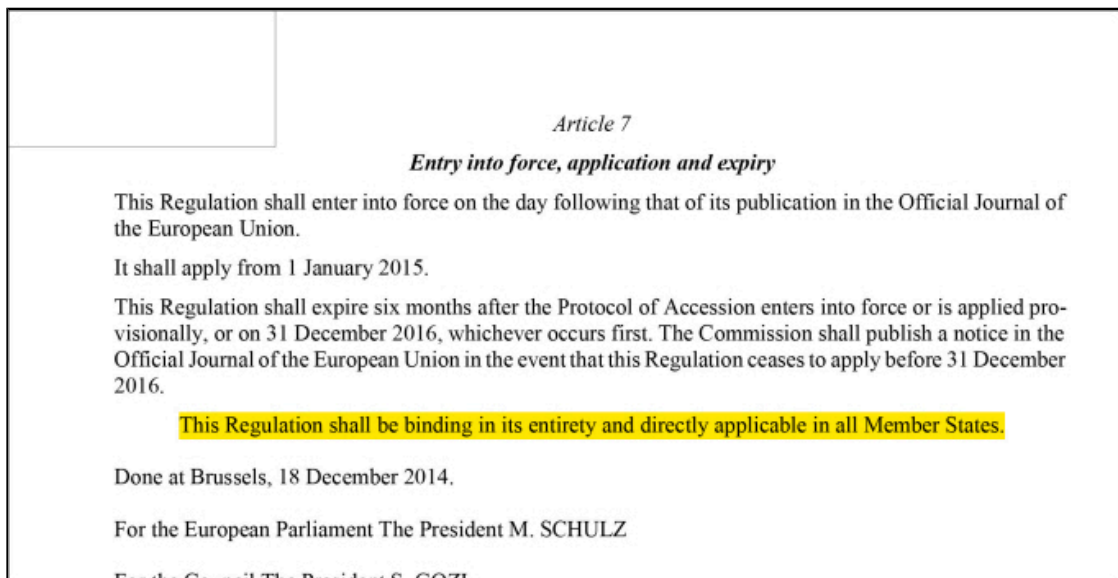 Article 7
Entry into force, application and expiry
This Regulation shall enter into force on the day following that of its publication in the Official Journal of
the European Union.
It shall apply from 1 January 2015.
This Regulation shall expire six months after the Protocol of Accession enters into force or is applied pro-
visionally, or on 31 December 2016, whichever occurs first. The Commission shall publish a notice in the
Official Journal of the European Union in the event that this Regulation ceases to apply before 31 December
2016.
This Regulation shall be binding in its entirety and directly applicable in all Member States.
Done at Brussels, 18 December 2014.
For the European Parliament The President M. SCHULZ
For the Council The President S. GOZI